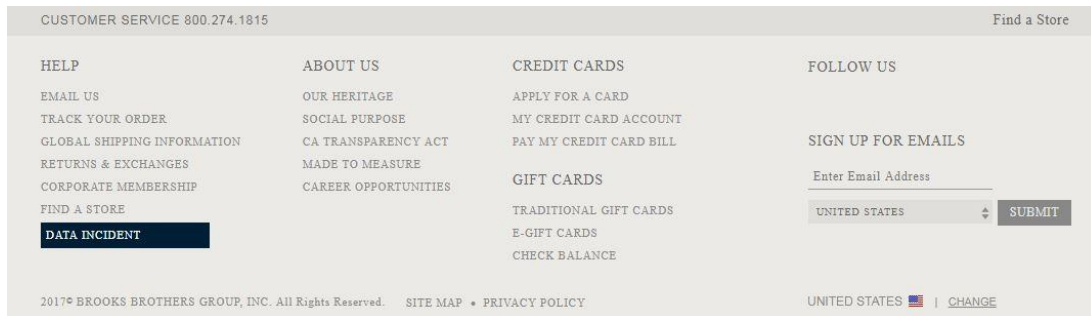 CUSTOMER SERVICE 800.274.1815
Find a Store
HELP
EMAIL US
TRACK YOUR ORDER
GLOBAL SHIPPING INFORMATION
RETURNS & EXCHANGES
CORPORATE MEMBERSHIP
FIND A STORE
DATA INCIDENT
ABOUT US
OUR HERITAGE
SOCIAL PURPOSE
CA TRANSPARENCY ACT
MADE TO MEASURE
CAREER OPPORTUNITIES
CREDIT CARDS
APPLY FOR A CARD
MY CREDIT CARD ACCOUNT
PAY MY CREDIT CARD BILL
GIFT CARDS
TRADITIONAL GIFT CARDS
E-GIFT CARDS
CHECK BALANCE
FOLLOW US
SIGN UP FOR EMAILS
Enter Email Address
UNITED STATES
SUBMIT
2017© BROOKS BROTHERS GROUP, INC. All Rights Reserved. SITE MAP • PRIVACY POLICY
UNITED STATES | CHANGE